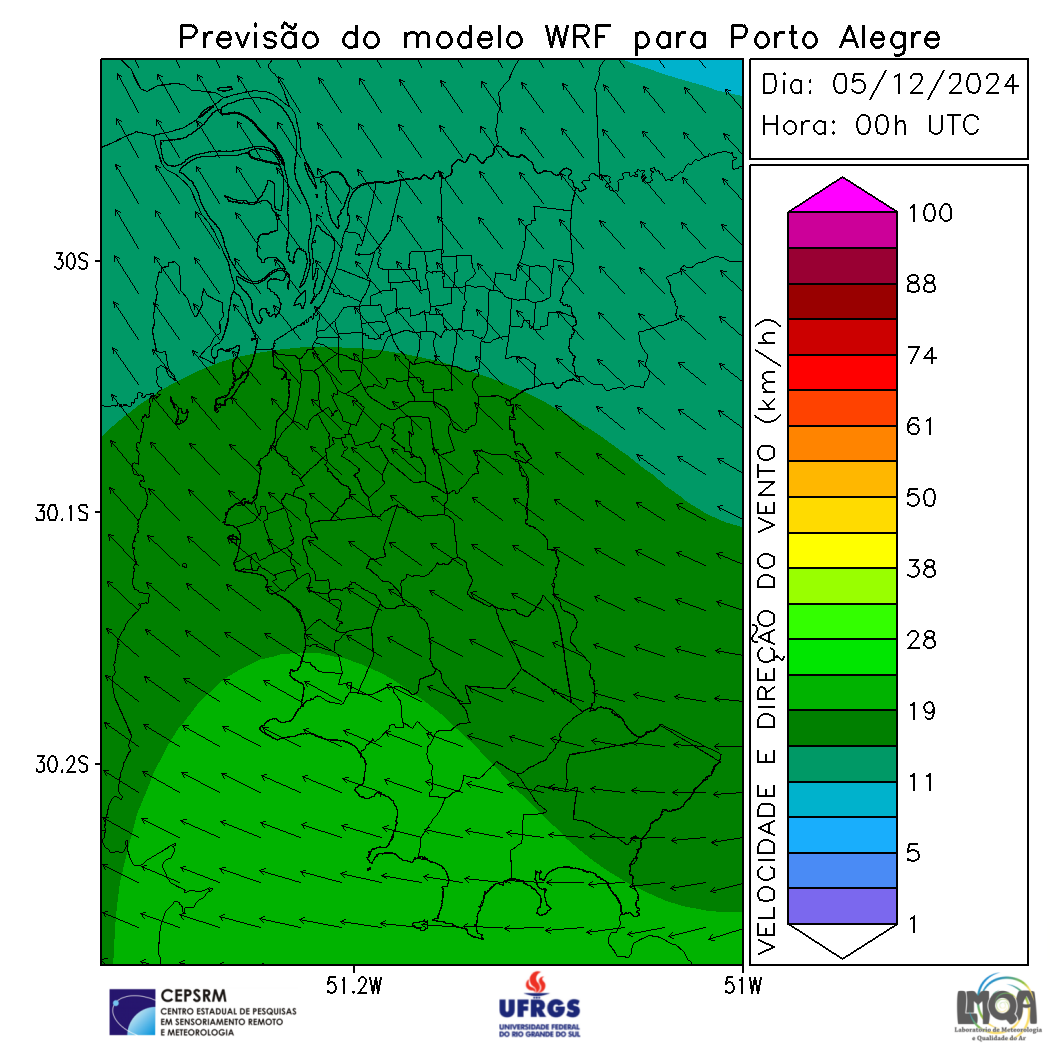 Previsão do modelo WRF para Porto Alegre
Dia: 05/12/2024
Hora: 00h UTC
30S
30.1S
30.2S
51.2W
51W
VELOCIDADE E DIREÇÃO DO VENTO (km/h)
100
88
74
61
50
38
28
19
11
5
1
CEPSRM
CENTRO ESTADUAL DE PESQUISAS
EM SENSORIAMENTO REMOTO
E METEOROLOGIA
UFRGS
UNIVERSIDADE FEDERAL
DO RIO GRANDE DO SUL
LMQA
Laboratório de Meteorologia
e Qualidade do Ar